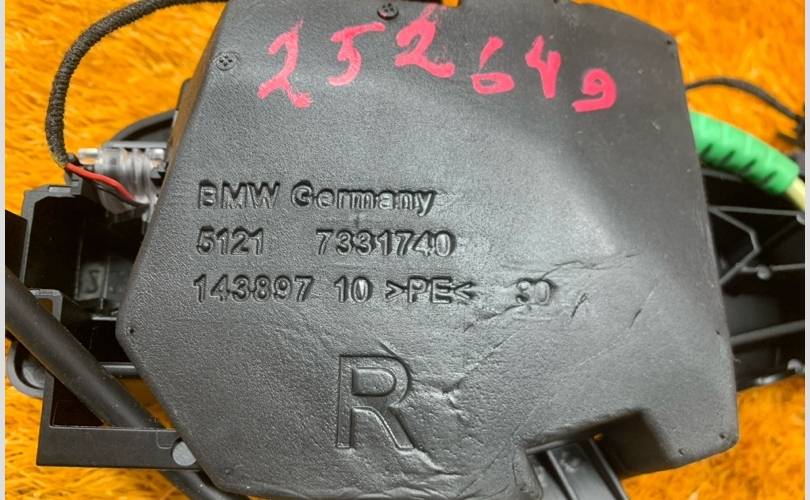 252649
BMW Germany
5121 7331740
143897 10 >PE< 30
R